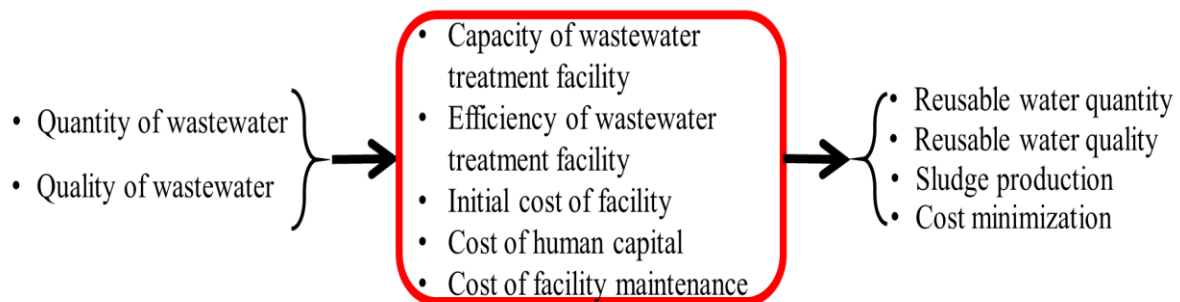 • Quantity of wastewater
• Quality of wastewater
• Capacity of wastewater
treatment facility
• Efficiency of wastewater
treatment facility
• Initial cost of facility
• Cost of human capital
• Cost of facility maintenance
• Reusable water quantity
• Reusable water quality
• Sludge production
• Cost minimization